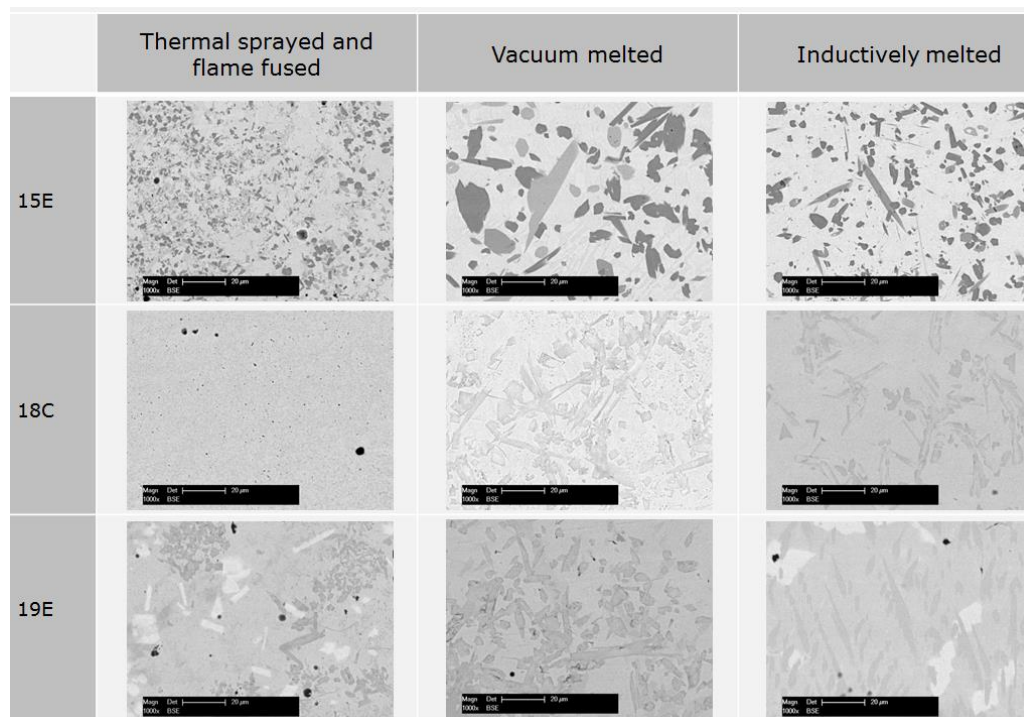 Thermal sprayed and
flame fused
Vacuum melted
Inductively melted
15E
Magn Det 20 µm
1000x BSE
Magn Det 20 µm
1000x BSE
Magn Det 20 µm
1000x BSE
18C
Magn Det 20 µm
1000x BSE
Magn Det 20 µm
1000x BSE
Magn Det 20 µm
1000x BSE
19E
Magn Det 20 µm
1000x BSE
Magn Det 20 µm
1000x BSE
Magn Det 20 µm
1000x BSE